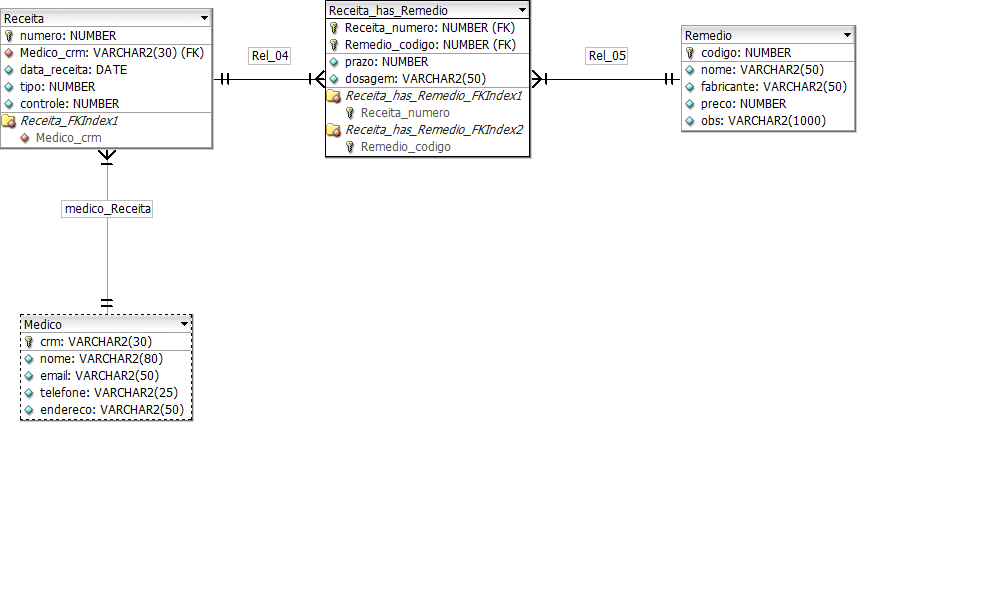 Receita
numero: NUMBER
Medico_crm: VARCHAR2(30) (FK)
data_receita: DATE
tipo: NUMBER
controle: NUMBER
Receita_FKIndex1
Medico_crm
Rel_04
Receita_has_Remedio
Receita_numero: NUMBER (FK)
Remedio_codigo: NUMBER (FK)
prazo: NUMBER
dosagem: VARCHAR2(50)
Receita_has_Remedio_FKIndex1
Receita_numero
Receita_has_Remedio_FKIndex2
Remedio_codigo
Rel_05
Remedio
codigo: NUMBER
nome: VARCHAR2(50)
fabricante: VARCHAR2(50)
preco: NUMBER
obs: VARCHAR2(1000)
medico_Receita
Medico
crm: VARCHAR2(30)
nome: VARCHAR2(80)
email: VARCHAR2(50)
telefone: VARCHAR2(25)
endereco: VARCHAR2(50)